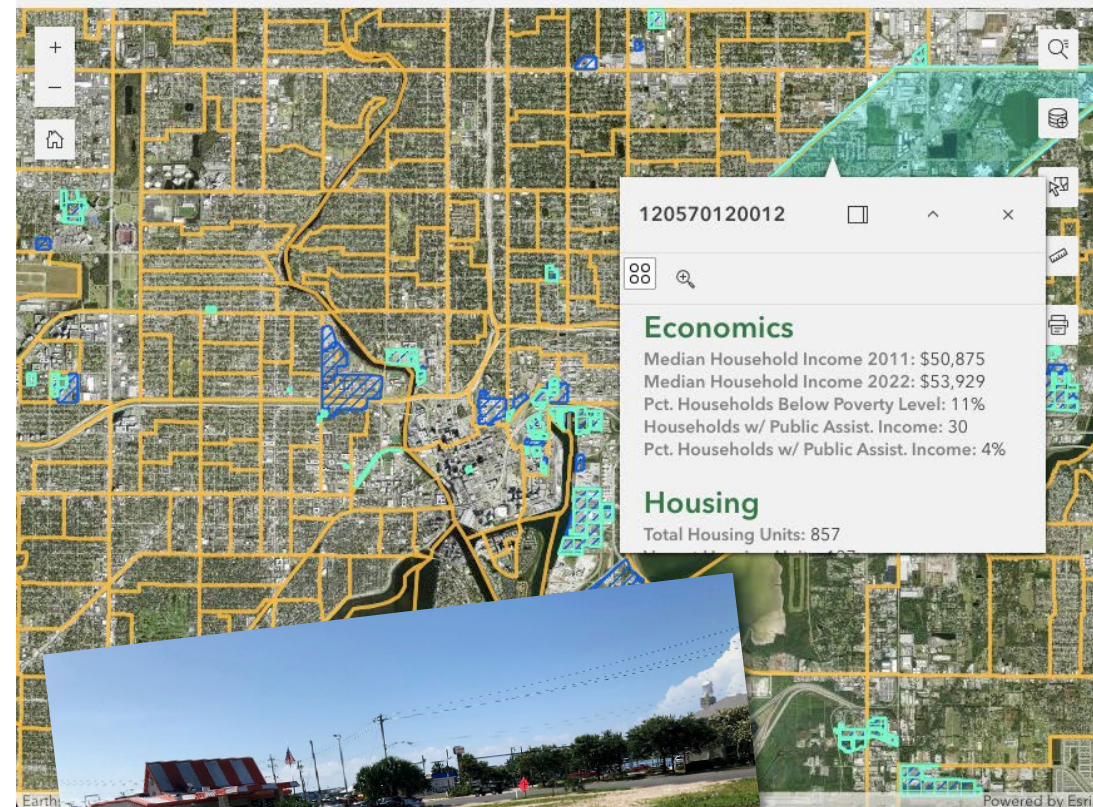 120570120012
Economics
Median Household Income 2011: $50,875
Median Household Income 2022: $53,929
Pct. Households Below Poverty Level: 11%
Households w/ Public Assist. Income: 30
Pct. Households w/ Public Assist. Income: 4%
Housing
Total Housing Units: 857
Powered by Esri